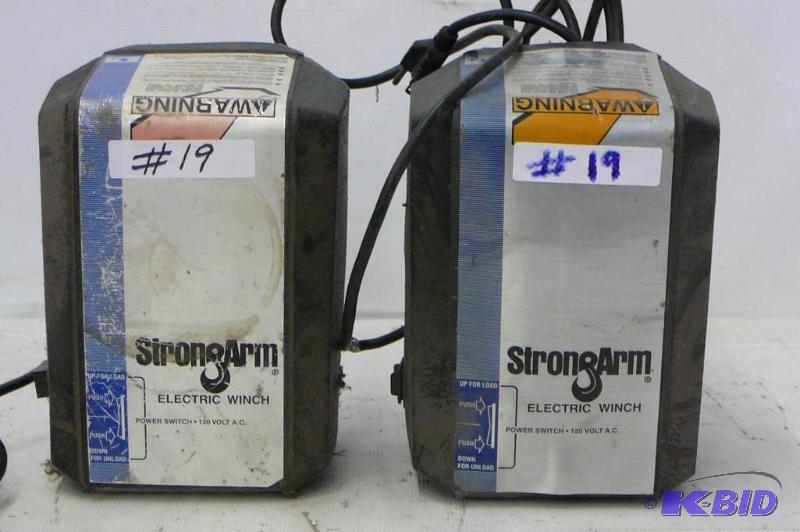 WARNING
#19
StrongArm
®
ELECTRIC WINCH
UP FOR LOAD
PUSH
PUSH
POWER SWITCH • 120 VOLT A.C.
DOWN
FOR UNLOAD
WARNING
#19
StrongArm
®
ELECTRIC WINCH
UP FOR LOAD
PUSH
PUSH
POWER SWITCH • 120 VOLT A.C.
DOWN
FOR UNLOAD
© K-BID